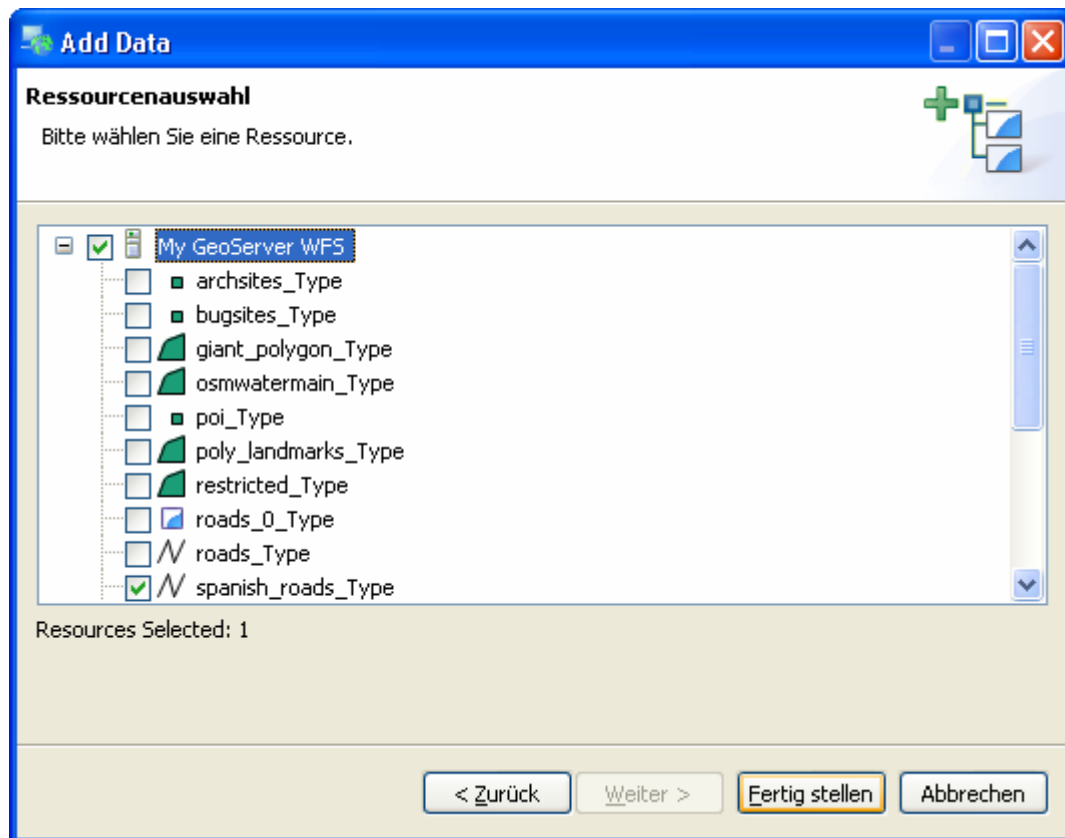 Add Data
Ressourcenauswahl
Bitte wählen Sie eine Ressource.
My GeoServer WFS
archsites_Type
bugsites_Type
giant_polygon_Type
osmwatermain_Type
poi_Type
poly_landmarks_Type
restricted_Type
roads_0_Type
roads_Type
spanish_roads_Type
Resources Selected: 1
< Zurück Weiter > Fertig stellen Abbrechen